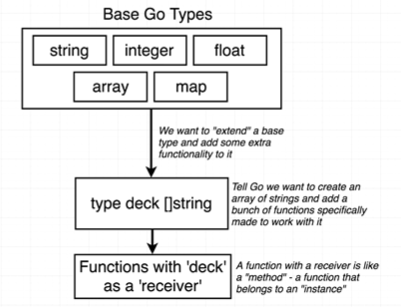 Base Go Types
string
integer
float
array
map
We want to "extend" a base
type and add some extra
functionality to it
type deck []string
Tell Go we want to create an
array of strings and add a
bunch of functions specifically
made to work with it
Functions with 'deck'
as a 'receiver'
A function with a receiver is like
a "method" - a function that
belongs to an "instance"